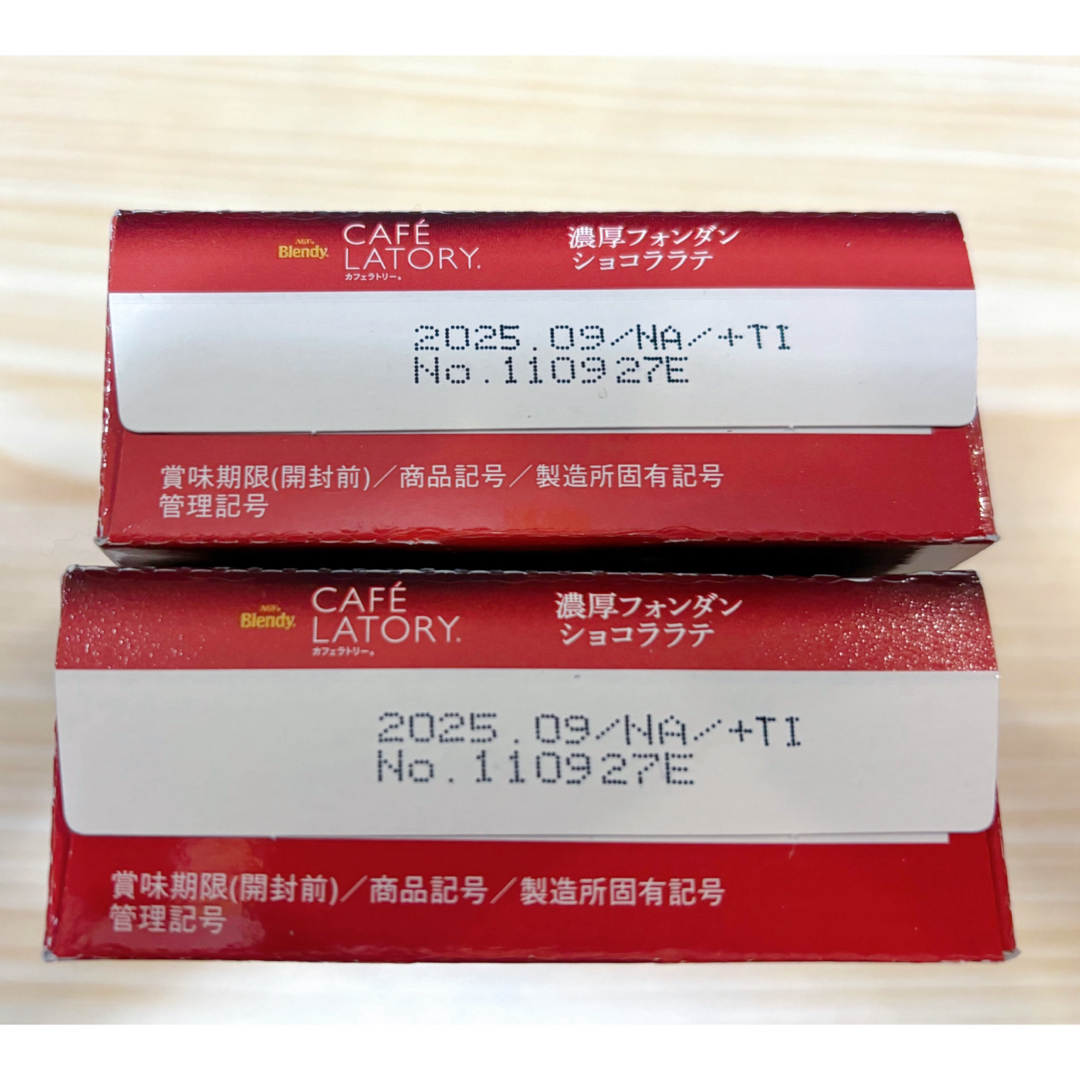 AGF®
Blendy®
CAFÉ
LATORY®
カフェラトリー®
濃厚フォンダン
ショコララテ
2025.09/NA/+TI
No.110927E
賞味期限(開封前)/商品記号/製造所固有記号
管理記号
AGF®
Blendy®
CAFÉ
LATORY®
カフェラトリー®
濃厚フォンダン
ショコララテ
2025.09/NA/+TI
No.110927E
賞味期限(開封前)/商品記号/製造所固有記号
管理記号